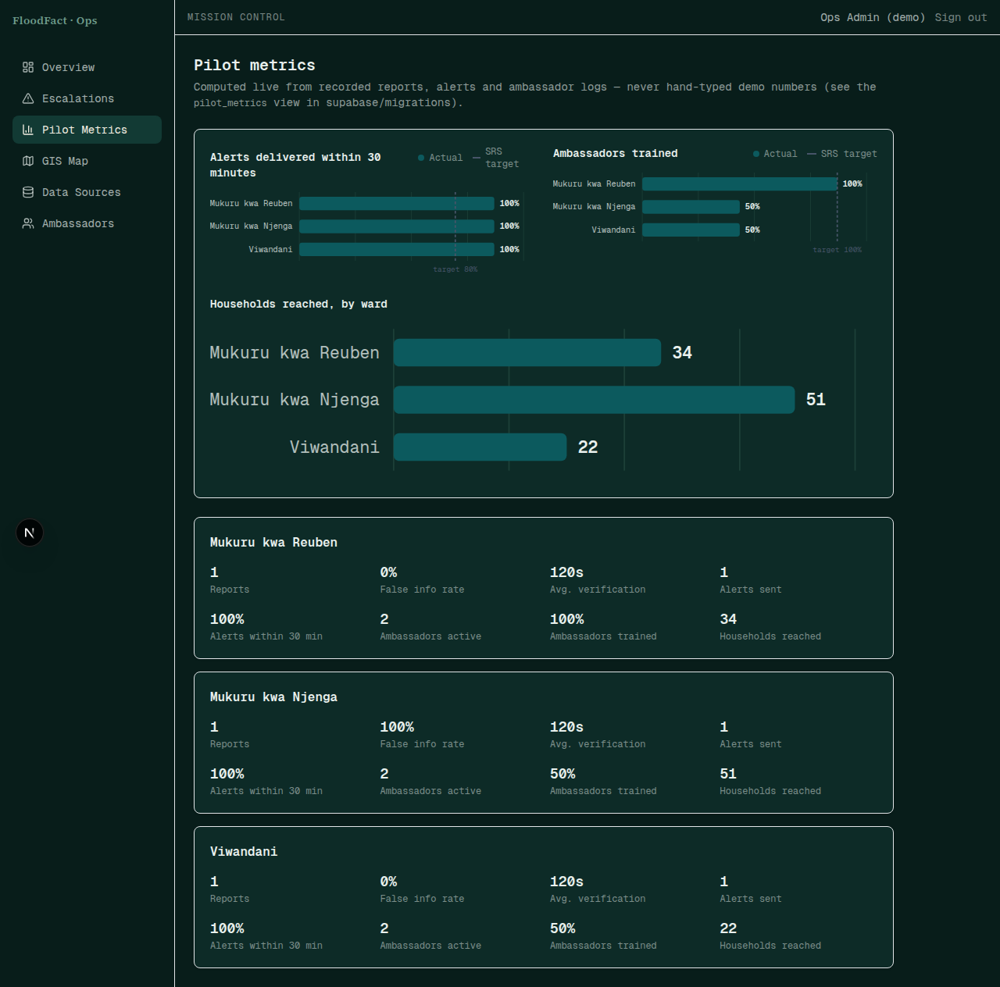 FloodFact · Ops
MISSION CONTROL
Ops Admin (demo)
Sign out
Overview
Escalations
Pilot Metrics
GIS Map
Data Sources
Ambassadors
Pilot metrics
Computed live from recorded reports, alerts and ambassador logs — never hand-typed demo numbers (see the
pilot_metrics view in supabase/migrations).
Alerts delivered within 30
minutes
Actual
SRS
target
Mukuru kwa Reuben
100%
Mukuru kwa Njenga
100%
Viwandani
100%
target 80%
Ambassadors trained
Actual
SRS target
Mukuru kwa Reuben
100%
Mukuru kwa Njenga
50%
Viwandani
50%
target 100%
Households reached, by ward
Mukuru kwa Reuben
34
Mukuru kwa Njenga
51
Viwandani
22
N
Mukuru kwa Reuben
1
Reports
0%
False info rate
120s
Avg. verification
1
Alerts sent
100%
Alerts within 30 min
2
Ambassadors active
100%
Ambassadors trained
34
Households reached
Mukuru kwa Njenga
1
Reports
100%
False info rate
120s
Avg. verification
1
Alerts sent
100%
Alerts within 30 min
2
Ambassadors active
50%
Ambassadors trained
51
Households reached
Viwandani
1
Reports
0%
False info rate
120s
Avg. verification
1
Alerts sent
100%
Alerts within 30 min
2
Ambassadors active
50%
Ambassadors trained
22
Households reached